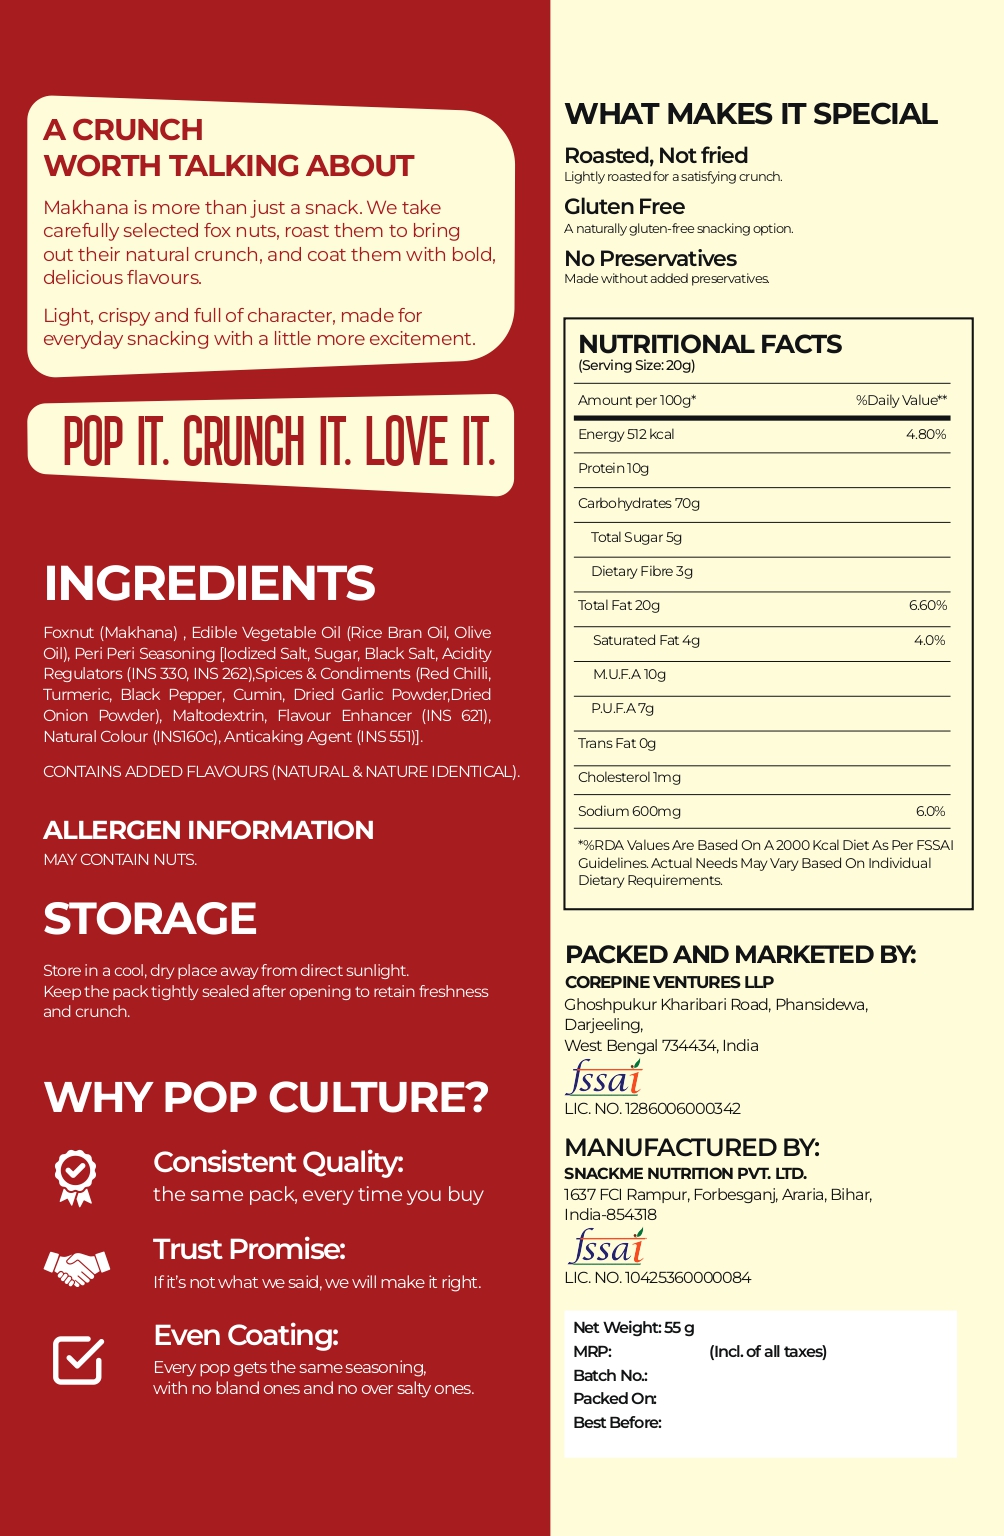 A CRUNCH
WORTH TALKING ABOUT
Makhana is more than just a snack. We take
carefully selected fox nuts, roast them to bring
out their natural crunch, and coat them with bold,
delicious flavours.
Light, crispy and full of character, made for
everyday snacking with a little more excitement.
POP IT. CRUNCH IT. LOVE IT.
INGREDIENTS
Foxnut (Makhana) , Edible Vegetable Oil (Rice Bran Oil, Olive
Oil), Peri Peri Seasoning [Iodized Salt, Sugar, Black Salt, Acidity
Regulators (INS 330, INS 262),Spices & Condiments (Red Chilli,
Turmeric, Black Pepper, Cumin, Dried Garlic Powder,Dried
Onion Powder), Maltodextrin, Flavour Enhancer (INS 621),
Natural Colour (INS160c), Anticaking Agent (INS 551)].
CONTAINS ADDED FLAVOURS (NATURAL & NATURE IDENTICAL).
ALLERGEN INFORMATION
MAY CONTAIN NUTS.
STORAGE
Store in a cool, dry place away from direct sunlight.
Keep the pack tightly sealed after opening to retain freshness
and crunch.
WHY POP CULTURE?
Consistent Quality:
the same pack, every time you buy
Trust Promise:
If it's not what we said, we will make it right.
Even Coating:
Every pop gets the same seasoning,
with no bland ones and no over salty ones.
WHAT MAKES IT SPECIAL
Roasted, Not fried
Lightly roasted for a satisfying crunch.
Gluten Free
A naturally gluten-free snacking option.
No Preservatives
Made without added preservatives.
NUTRITIONAL FACTS
(Serving Size: 20g)
Amount per 100g* %Daily Value**
Energy 512 kcal 4.80%
Protein 10g
Carbohydrates 70g
Total Sugar 5g
Dietary Fibre 3g
Total Fat 20g 6.60%
Saturated Fat 4g 4.0%
M.U.F.A 10g
P.U.F.A 7g
Trans Fat 0g
Cholesterol 1mg
Sodium 600mg 6.0%
*%RDA Values Are Based On A 2000 Kcal Diet As Per FSSAI
Guidelines. Actual Needs May Vary Based On Individual
Dietary Requirements.
PACKED AND MARKETED BY:
COREPINE VENTURES LLP
Ghoshpukur Kharibari Road, Phansidewa,
Darjeeling,
West Bengal 734434, India
fssai
LIC. NO. 1286006000342
MANUFACTURED BY:
SNACKME NUTRITION PVT. LTD.
1637 FCI Rampur, Forbesganj, Araria, Bihar,
India-854318
fssai
LIC. NO. 10425360000084
Net Weight: 55 g
MRP: (Incl. of all taxes)
Batch No.:
Packed On:
Best Before: